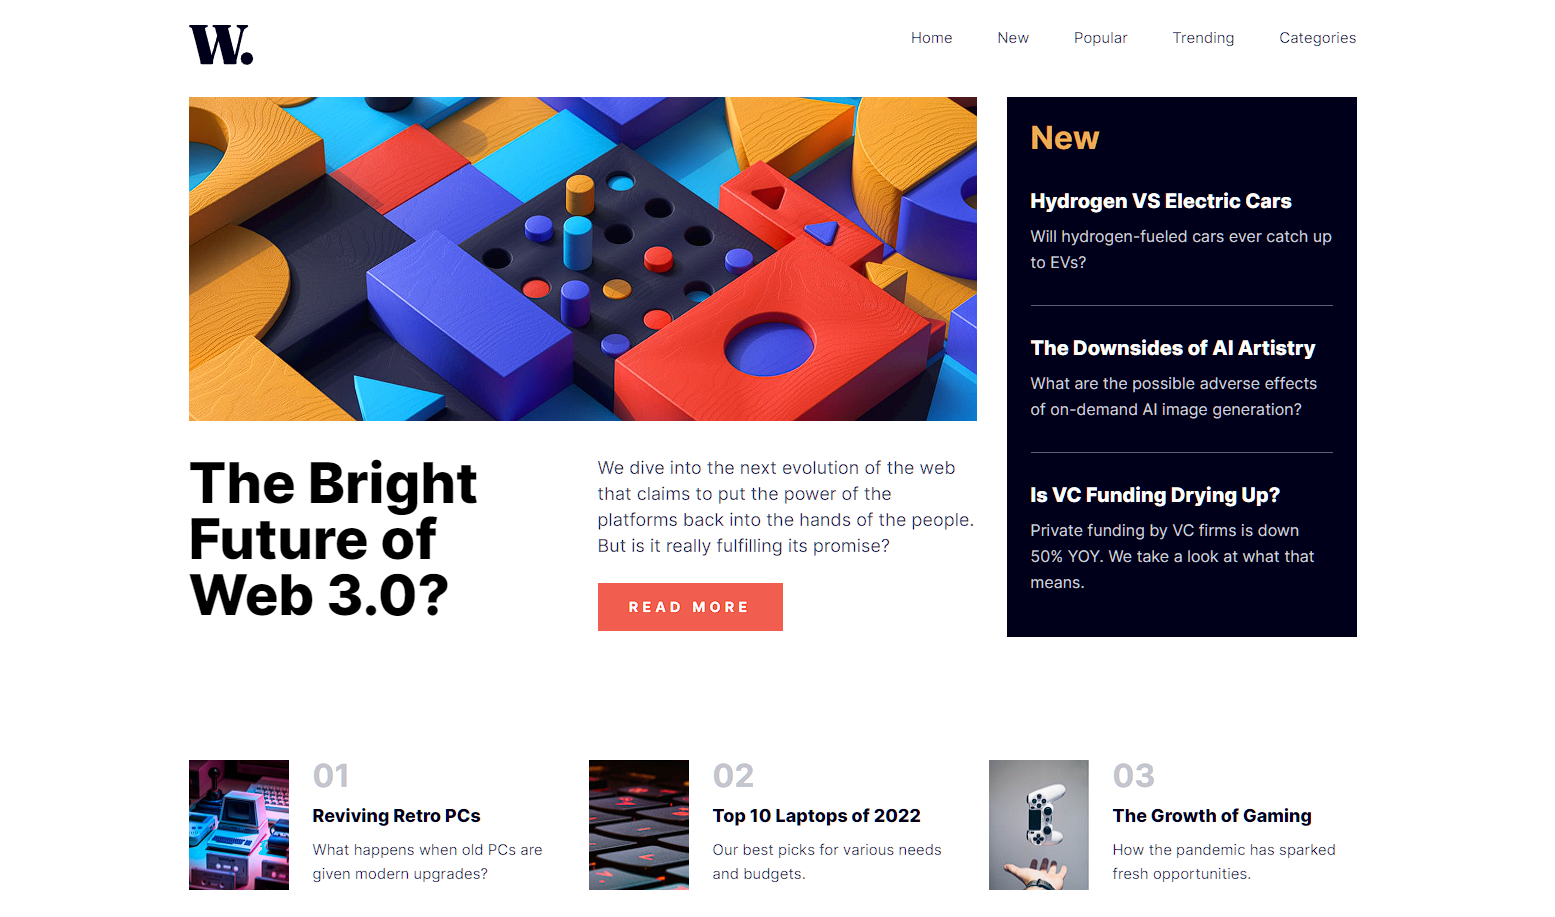 W.
Home New Popular Trending Categories
The Bright
Future of
Web 3.0?
We dive into the next evolution of the web
that claims to put the power of the
platforms back into the hands of the people.
But is it really fulfilling its promise?
READ MORE
New
Hydrogen VS Electric Cars
Will hydrogen-fueled cars ever catch up
to EVs?
The Downsides of AI Artistry
What are the possible adverse effects
of on-demand AI image generation?
Is VC Funding Drying Up?
Private funding by VC firms is down
50% YOY. We take a look at what that
means.
01
Reviving Retro PCs
What happens when old PCs are
given modern upgrades?
02
Top 10 Laptops of 2022
Our best picks for various needs
and budgets.
03
The Growth of Gaming
How the pandemic has sparked
fresh opportunities.